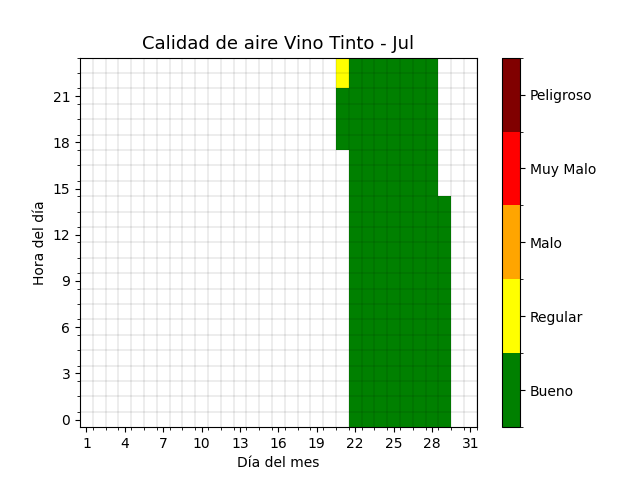 Calidad de aire Vino Tinto - Jul
Hora del día
21
18
15
12
9
6
3
0
1 4 7 10 13 16 19 22 25 28 31
Día del mes
Peligroso
Muy Malo
Malo
Regular
Bueno